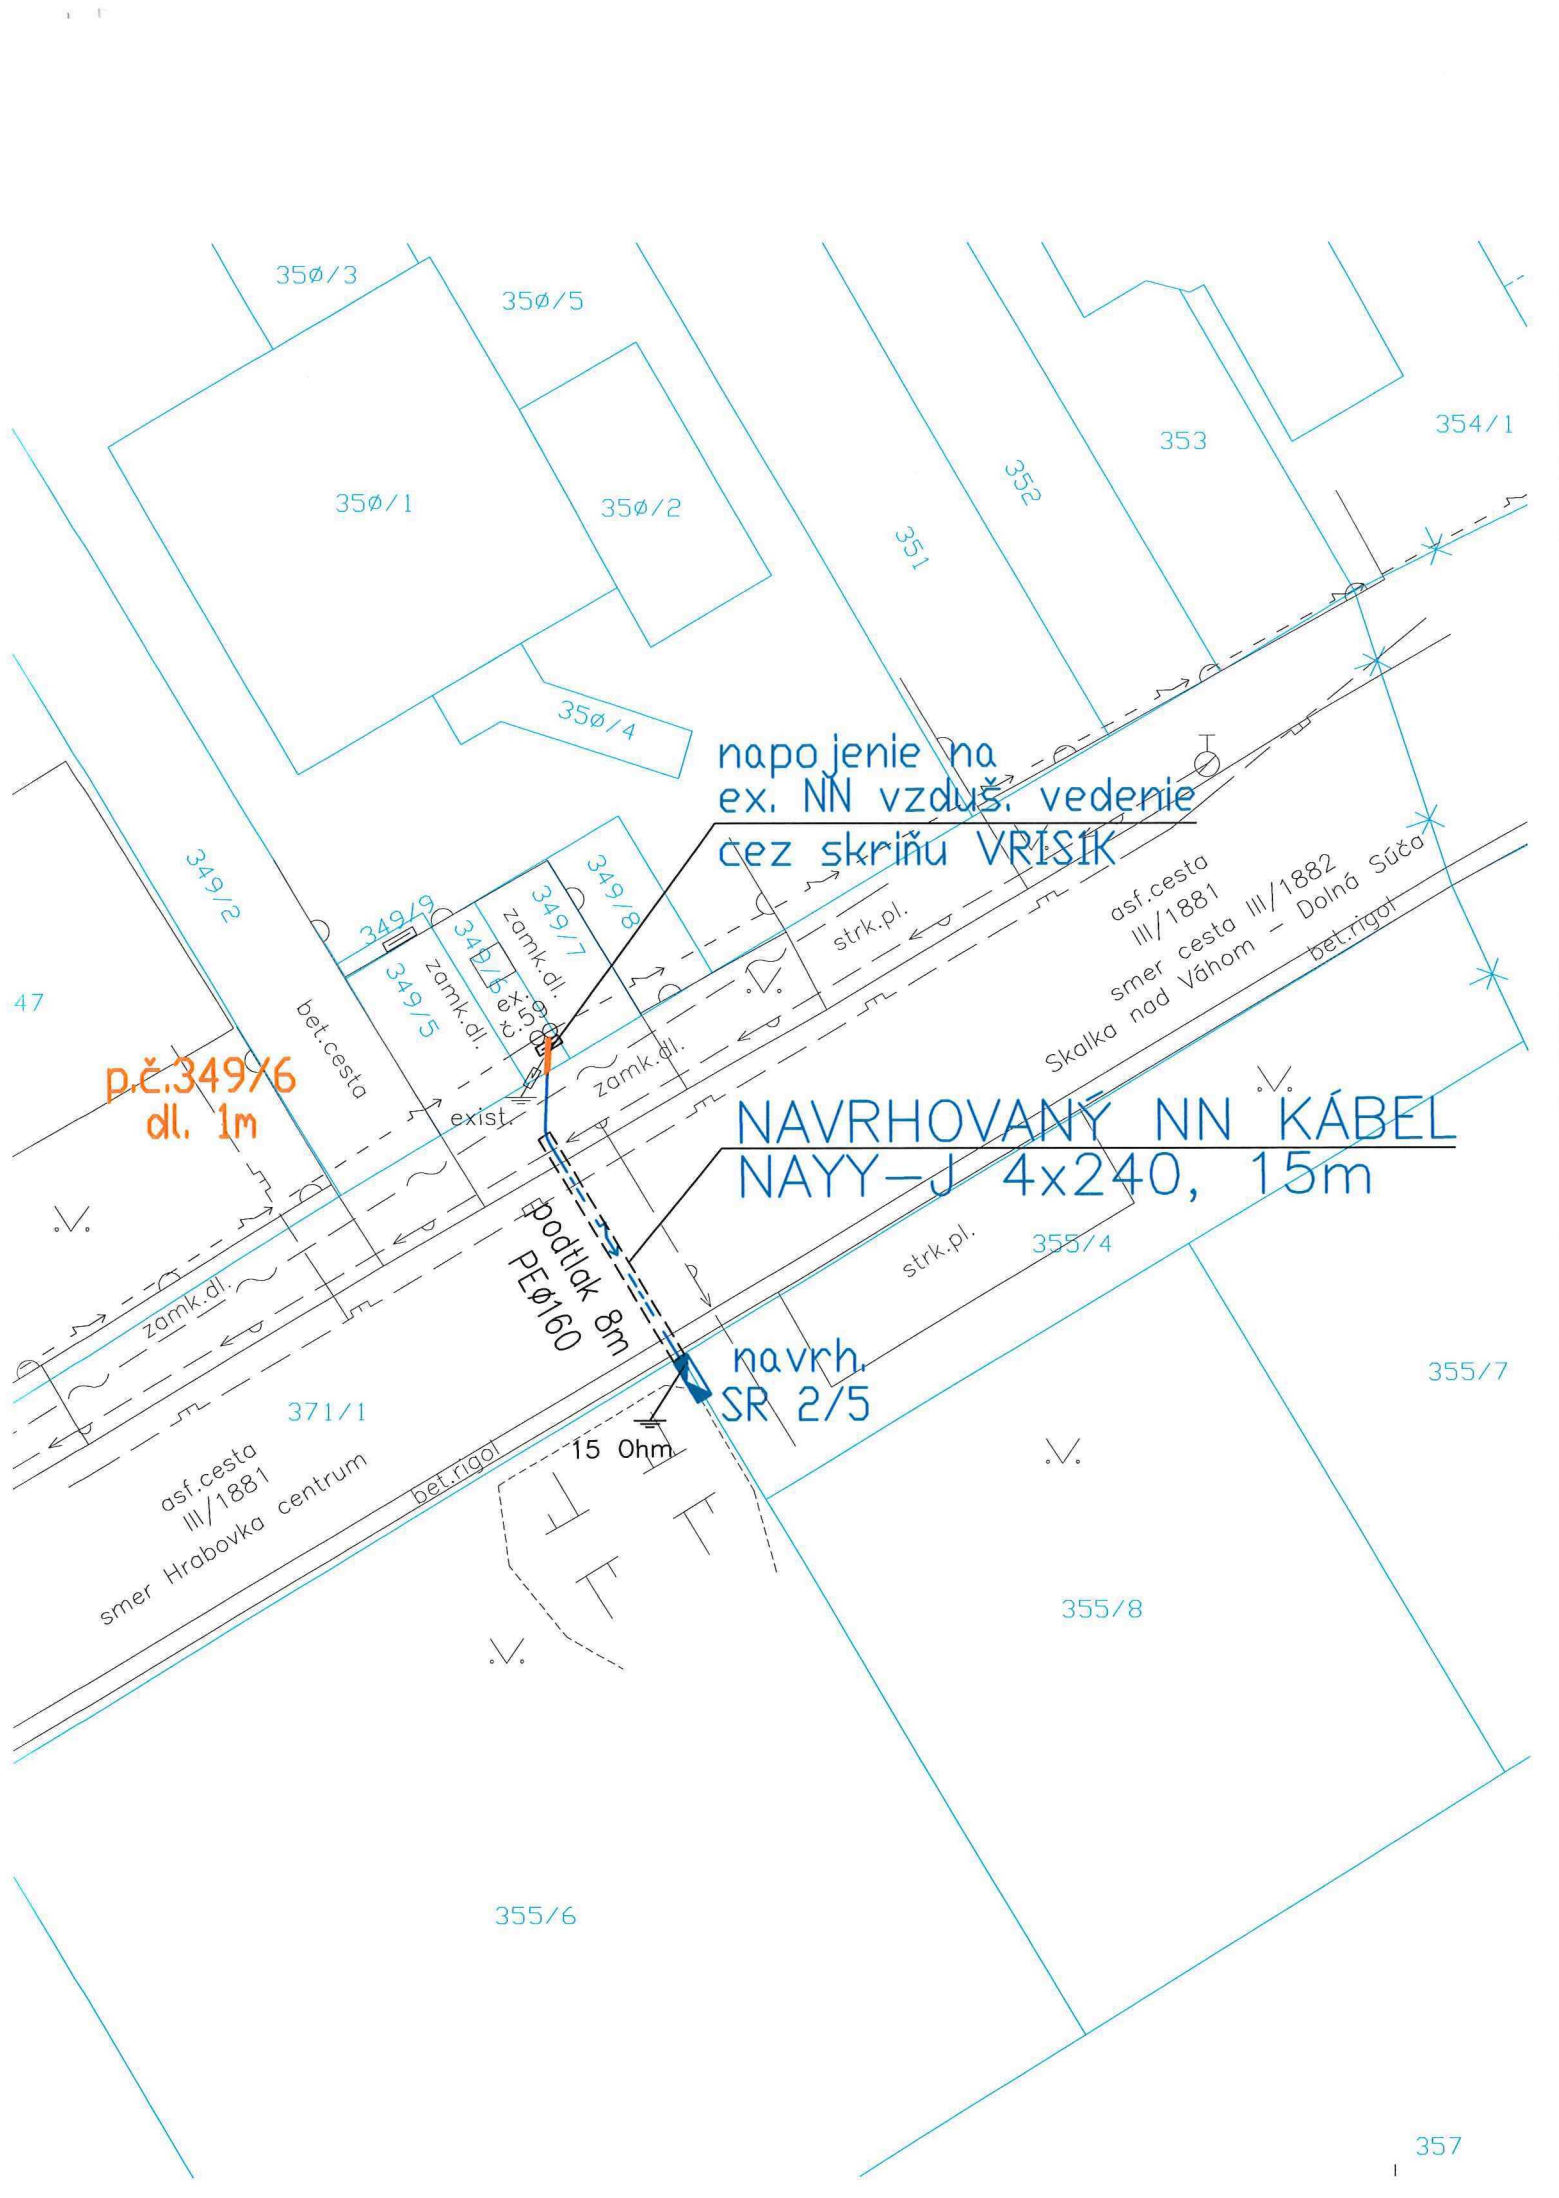 35Ø/3
35Ø/5
354/1
353
352
35Ø/1
35Ø/2
351
35Ø/4
napojenie na
ex. NN vzduš. vedenie
cez skriňu VRISIK
349/2
349/9
349/8
349/7
zamk.dl.
349/6
zamk.dl.
349/5
ex.
č.59
strk.pl.
asf.cesta
III/1881
smer cesta III/1882
Skalka nad Váhom - Dolná Súča
bet.rigol
47
bet.cesta
zamk.dl.
p.č.349/6
dl. 1m
exist.
NAVRHOVANÝ NN KÁBEL
NAYY-J 4x240, 15m
podtlak 8m
PEØ160
strk.pl.
355/4
zamk.dl.
navrh.
SR 2/5
355/7
371/1
15 Ohm
bet.rigol
asf.cesta
III/1881
smer Hrabovka centrum
355/8
355/6
357